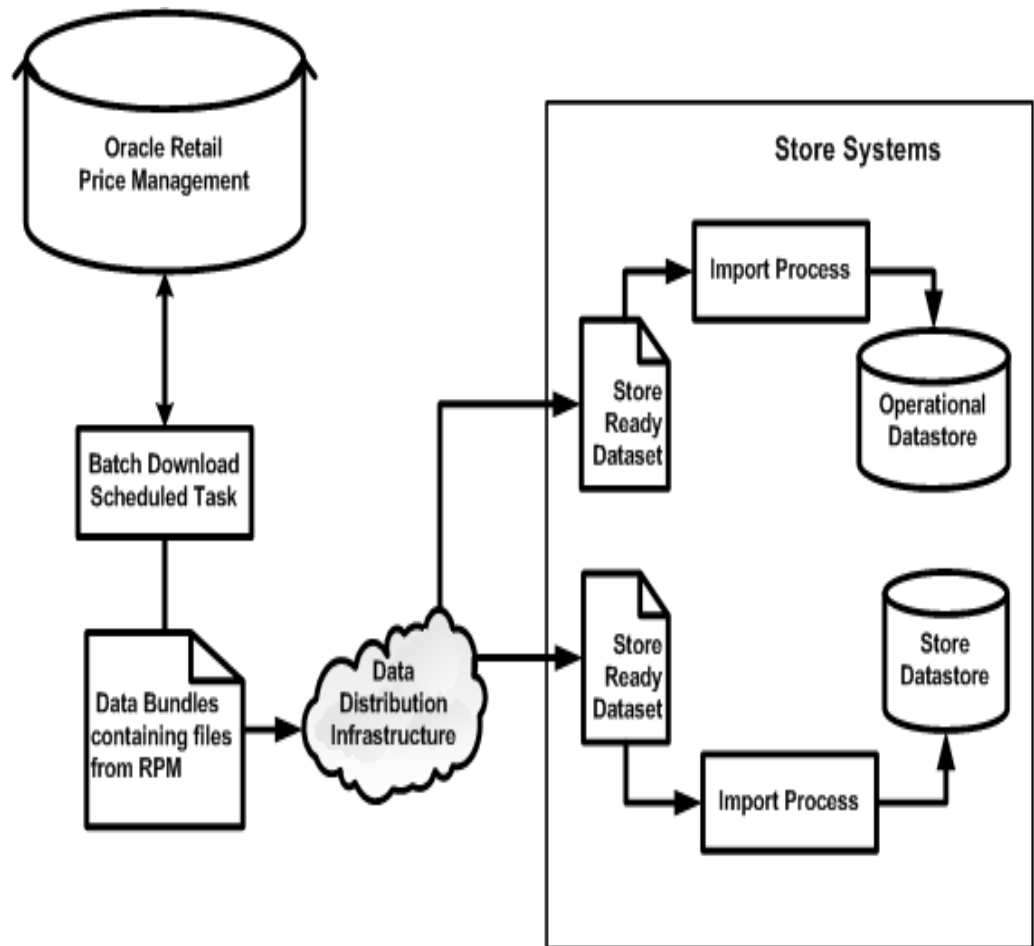 Oracle Retail
Price Management
Batch Download
Scheduled Task
Data Bundles
containing files
from RPM
Data
Distribution
Infrastructure
Store Systems
Import Process
Store
Ready
Dataset
Operational
Datastore
Store
Ready
Dataset
Store
Datastore
Import Process